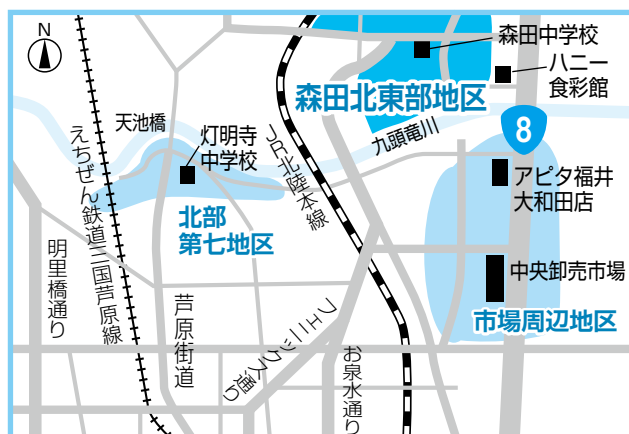 N
森田中学校
ハニー
食彩館
森田北東部地区
8
天池橋
灯明寺
中学校
九頭竜川
JR北陸本線
アピタ福井
大和田店
えちぜん鉄道三国芦原線
北部
第七地区
明里橋通り
中央卸売市場
市場周辺地区
芦原街道
フェニックス通り
お泉水通り